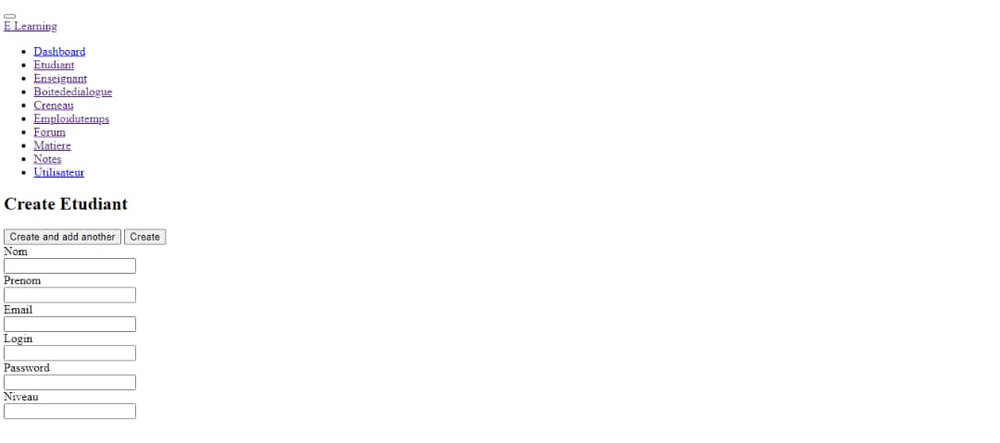 E Learning
Dashboard
Etudiant
Enseignant
Boitededialogue
Creneau
Emploidutemps
Forum
Matiere
Notes
Utilisateur
Create Etudiant
Create and add another Create
Nom
Prenom
Email
Login
Password
Niveau